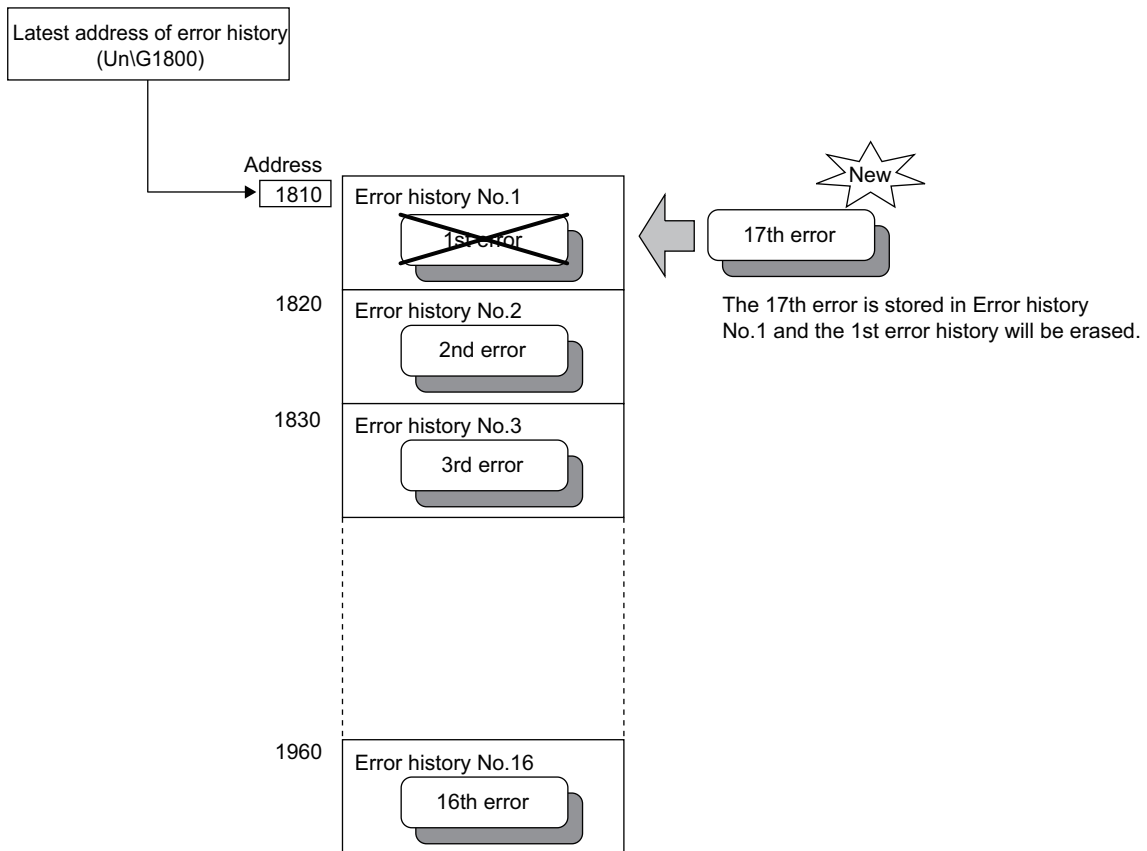 Latest address of error history
(Un\G1800)
Address
1810
Error history No.1
1st error
New
17th error
The 17th error is stored in Error history
No.1 and the 1st error history will be erased.
1820
Error history No.2
2nd error
1830
Error history No.3
3rd error
1960
Error history No.16
16th error